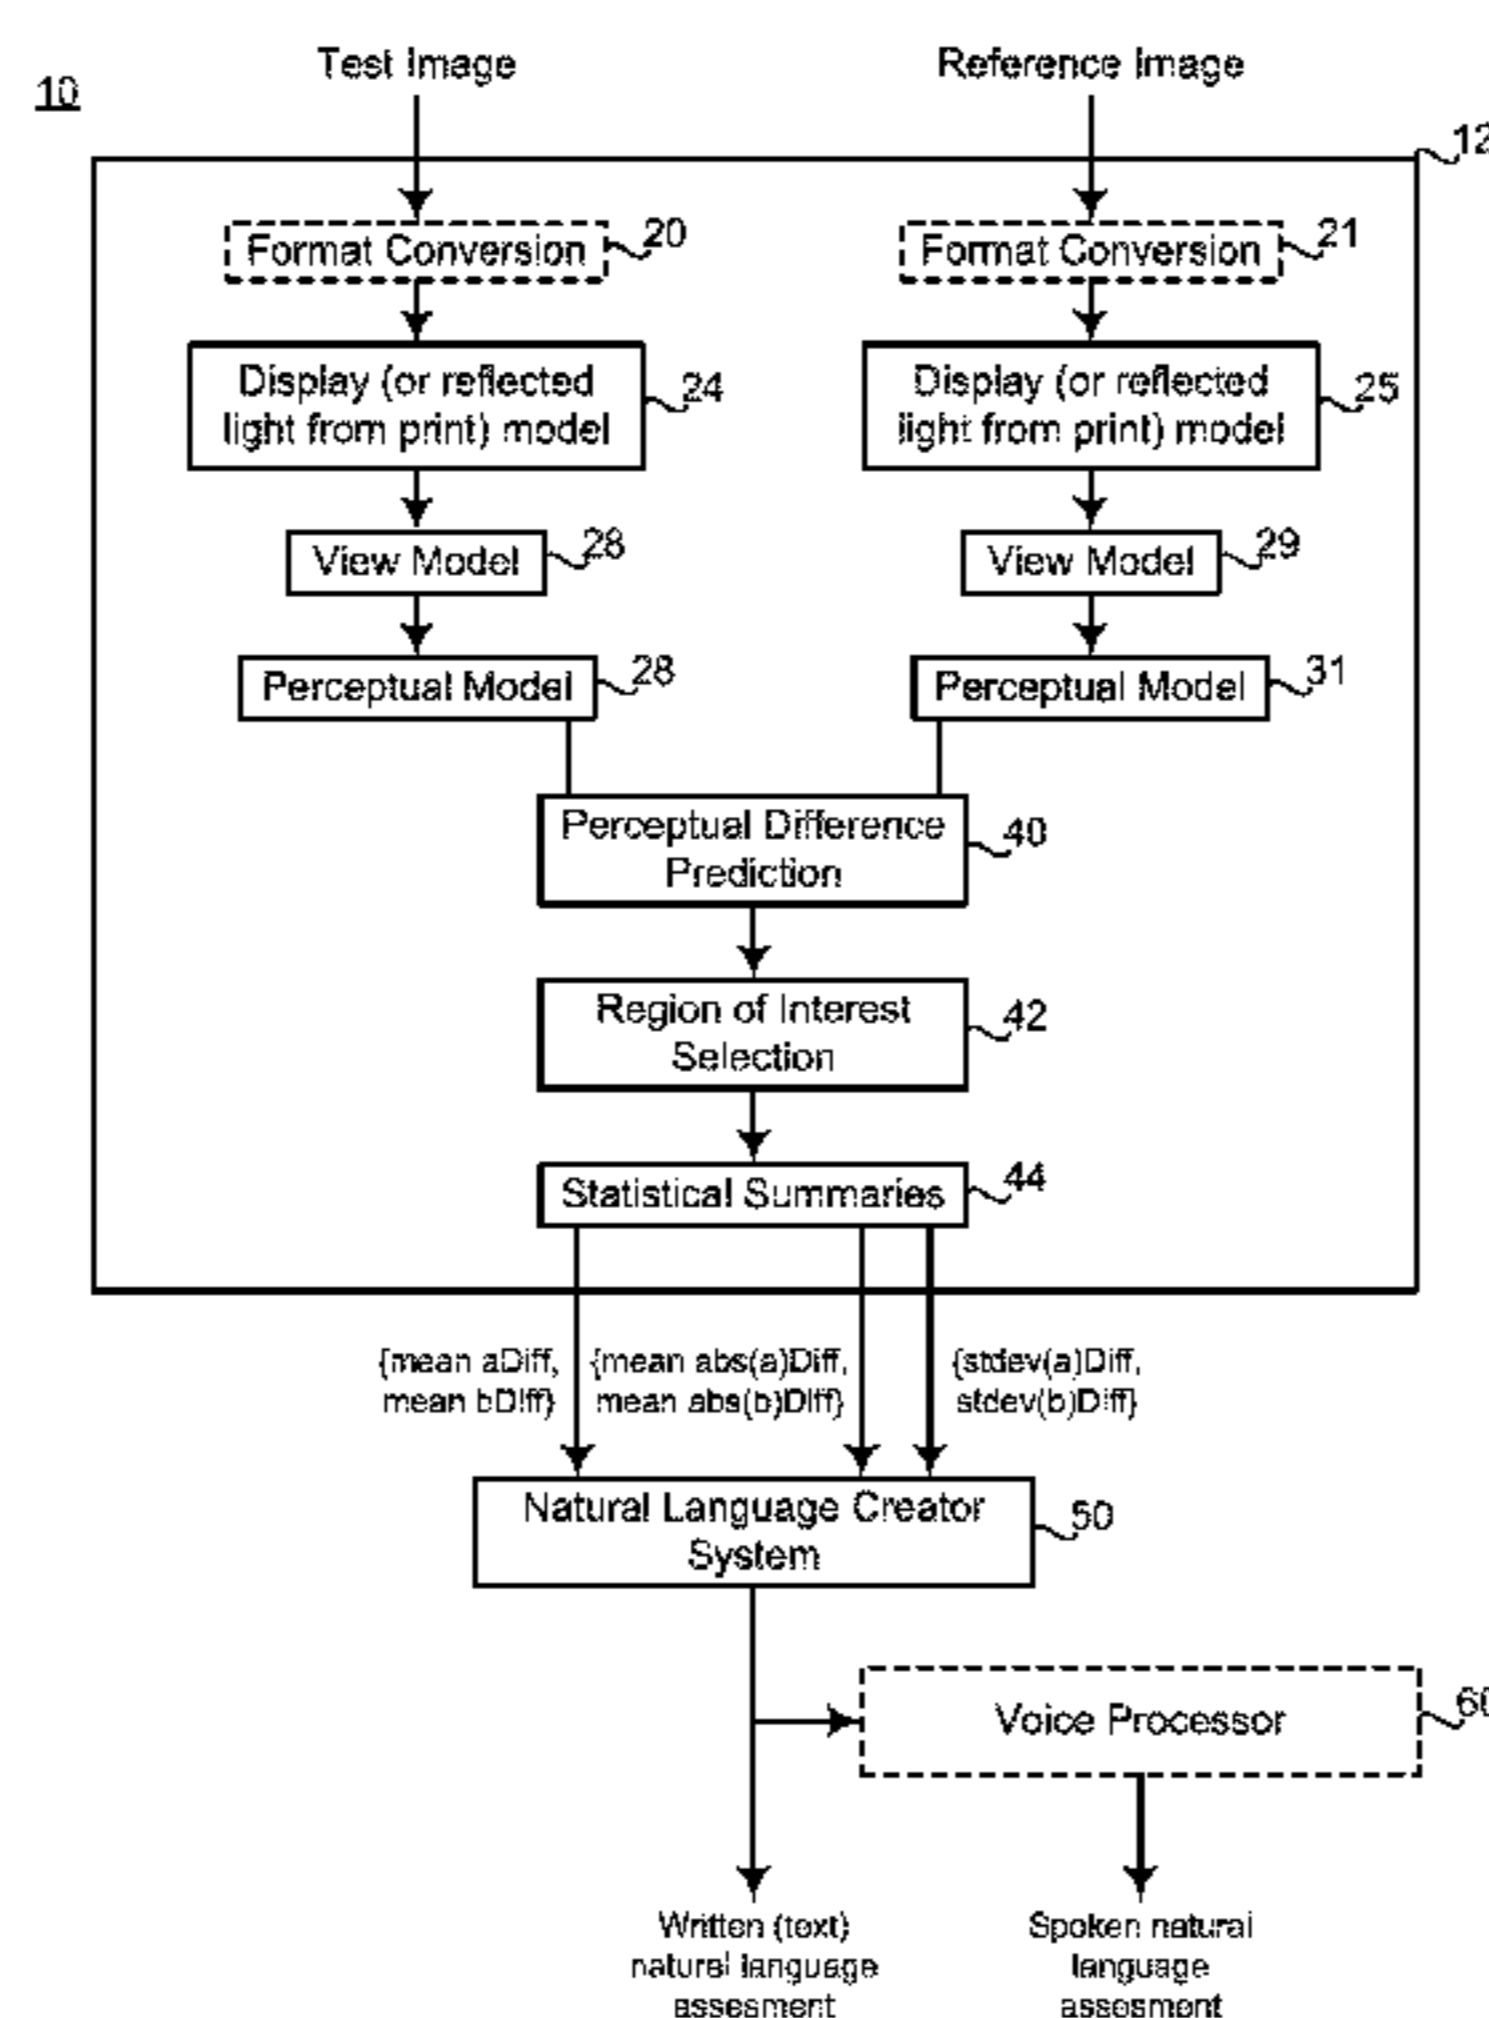 Test Image
Reference Image
10
12
Format Conversion
20
Format Conversion
21
Display (or reflected
light from print) model
24
Display (or reflected
light from print) model
25
View Model
28
View Model
29
Perceptual Model
28
Perceptual Model
31
Perceptual Difference
Prediction
40
Region of Interest
Selection
42
Statistical Summaries
44
{mean aDiff,
mean bDiff}
{mean abs(a)Diff,
mean abs(b)Diff}
{stdev(a)Diff,
stdev(b)Diff}
Natural Language Creator
System
50
Voice Processor
60
Written (text)
natural language
assesment
Spoken natural
language
assesment